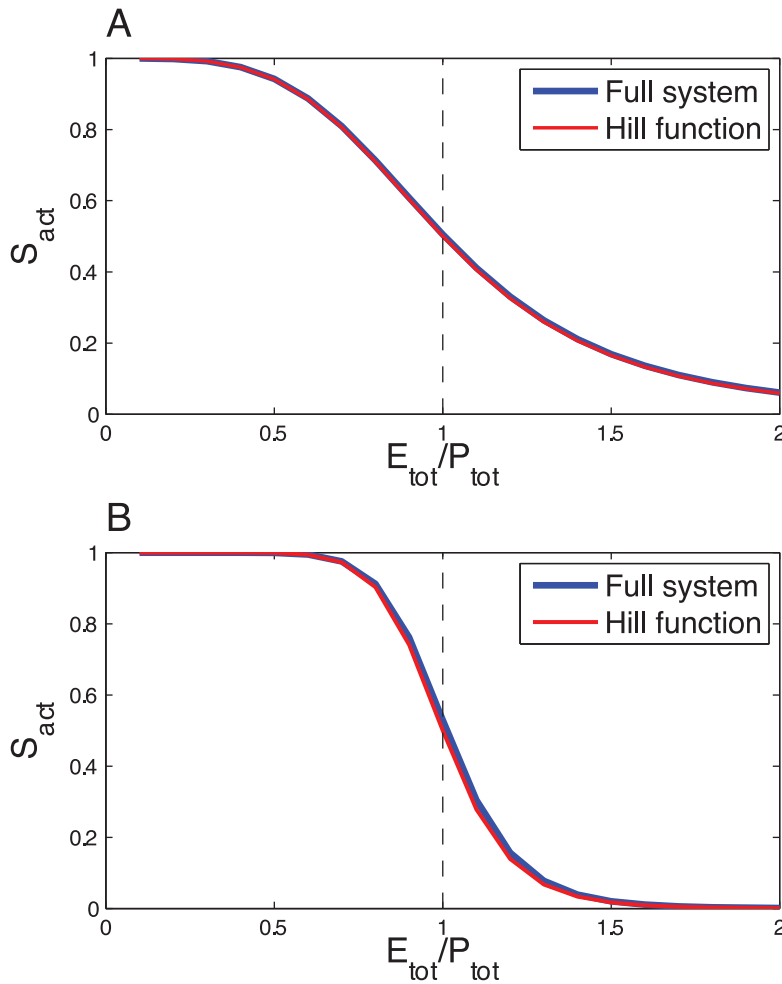 A
1
0.8
0.6
0.4
0.2
0
S_act
Full system
Hill function
0 0.5 1 1.5 2
E_tot/P_tot
B
1
0.8
0.6
0.4
0.2
0
S_act
Full system
Hill function
0 0.5 1 1.5 2
E_tot/P_tot